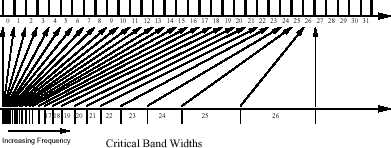 0 1 2 3 4 5 6 7 8 9 10 11 12 13 14 15 16 17 18 19 20 21 22 23 24 25 26 27 28 29 30 31
17 18 19 20 21 22 23 24 25 26
Increasing Frequency
Critical Band Widths